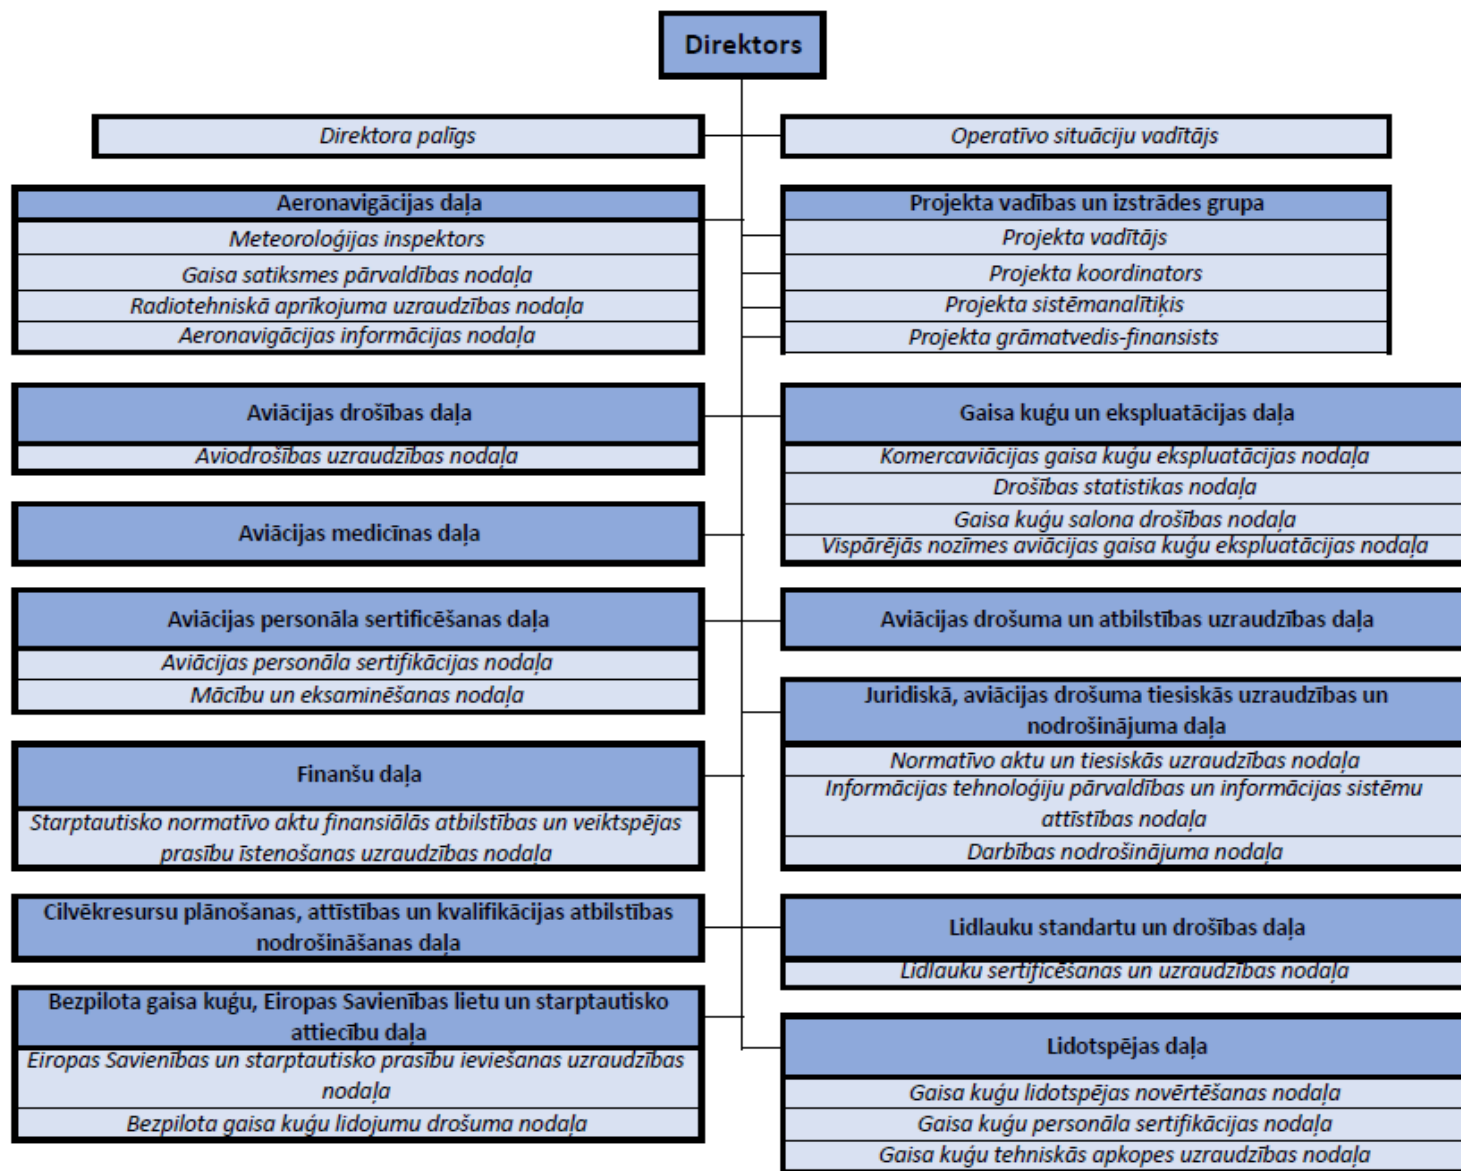 Direktors
Direktora palīgs
Operatīvo situāciju vadītājs
Aeronavigācijas daļa
Meteoroloģijas inspektors
Gaisa satiksmes pārvaldības nodaļa
Radiotehniskā aprīkojuma uzraudzības nodaļa
Aeronavigācijas informācijas nodaļa
Projekta vadības un izstrādes grupa
Projekta vadītājs
Projekta koordinators
Projekta sistēmanalītiķis
Projekta grāmatvedis-finansists
Aviācijas drošības daļa
Aviodrošības uzraudzības nodaļa
Gaisa kuģu un ekspluatācijas daļa
Komercaviācijas gaisa kuģu ekspluatācijas nodaļa
Drošības statistikas nodaļa
Gaisa kuģu salona drošības nodaļa
Vispārējās nozīmes aviācijas gaisa kuģu ekspluatācijas nodaļa
Aviācijas medicīnas daļa
Aviācijas personāla sertificēšanas daļa
Aviācijas personāla sertifikācijas nodaļa
Mācību un eksaminēšanas nodaļa
Aviācijas drošuma un atbilstības uzraudzības daļa
Juridiskā, aviācijas drošuma tiesiskās uzraudzības un
nodrošinājuma daļa
Normatīvo aktu un tiesiskās uzraudzības nodaļa
Informācijas tehnoloģiju pārvaldības un informācijas sistēmu
attīstības nodaļa
Darbības nodrošinājuma nodaļa
Finanšu daļa
Starptautisko normatīvo aktu finansiālās atbilstības un veiktspējas
prasību īstenošanas uzraudzības nodaļa
Cilvēkresursu plānošanas, attīstības un kvalifikācijas atbilstības
nodrošināšanas daļa
Lidlauku standartu un drošības daļa
Lidlauku sertificēšanas un uzraudzības nodaļa
Bezpilota gaisa kuģu, Eiropas Savienības lietu un starptautisko
attiecību daļa
Eiropas Savienības un starptautisko prasību ieviešanas uzraudzības
nodaļa
Bezpilota gaisa kuģu lidojumu drošuma nodaļa
Lidotspējas daļa
Gaisa kuģu lidotspējas novērtēšanas nodaļa
Gaisa kuģu personāla sertifikācijas nodaļa
Gaisa kuģu tehniskās apkopes uzraudzības nodaļa